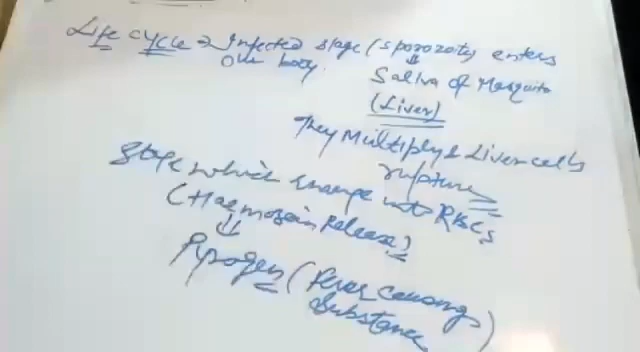 Life cycle → Infected stage (sporozoite) enters
our body.
Saliva of Mosquito
(Liver)
They Multiply & Liver cells
rupture
stage which change into RBCs
(Haemozoin release)
Pyrogen (Fever causing
substance)